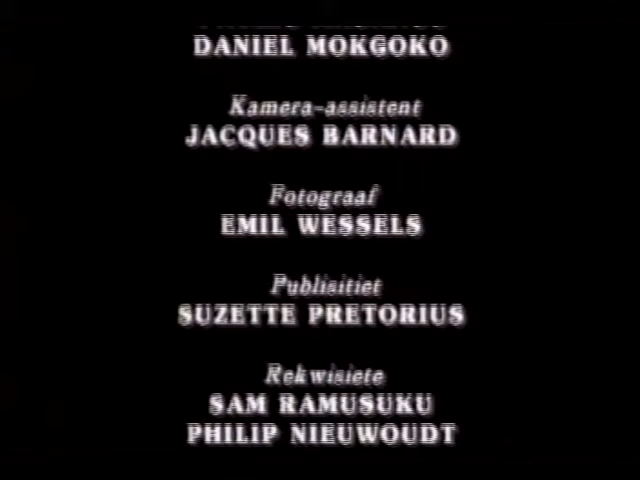 DANIEL MOKGOKO
Kamera-assistent
JACQUES BARNARD
Fotograaf
EMIL WESSELS
Publisitiet
SUZETTE PRETORIUS
Rekwisiete
SAM RAMUSUKU
PHILIP NIEUWOUDT